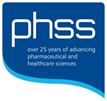 phss
over 25 years of advancing
pharmaceutical and
healthcare sciences